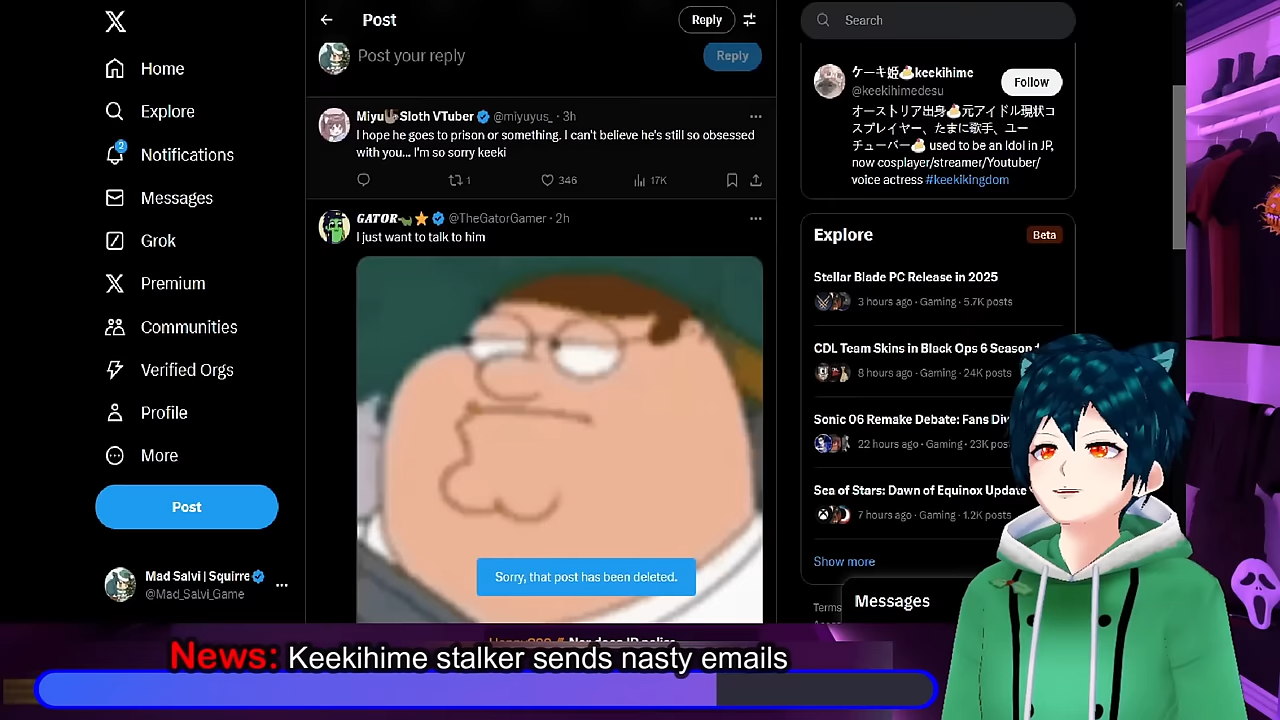 Home
Explore
2
Notifications
Messages
Grok
Premium
Communities
Verified Orgs
Profile
More
Post
Mad Salvi | Squirre
@Mad_Salvi_Game
Post
Reply
Post your reply
Reply
Miyu🦥Sloth VTuber @miyuyus_ · 3h
I hope he goes to prison or something. I can't believe he's still so obsessed
with you... I'm so sorry keeki
1
346
17K
GATOR🐊⭐ @TheGatorGamer · 2h
I just want to talk to him
Sorry, that post has been deleted.
Search
ケーキ姫🍰keekihime
@keekihimedesu
Follow
オーストリア出身🍰元アイドル現状コ
スプレイヤー、たまに歌手、ユー
チューバー🍰 used to be an Idol in JP,
now cosplayer/streamer/Youtuber/
voice actress #keekikingdom
Explore
Beta
Stellar Blade PC Release in 2025
3 hours ago · Gaming · 5.7K posts
CDL Team Skins in Black Ops 6 Season
8 hours ago · Gaming · 24K posts
Sonic 06 Remake Debate: Fans Div
22 hours ago · Gaming · 23K pos
Sea of Stars: Dawn of Equinox Update
7 hours ago · Gaming · 1.2K posts
Show more
Terms
Messages
News: Keekihime stalker sends nasty emails